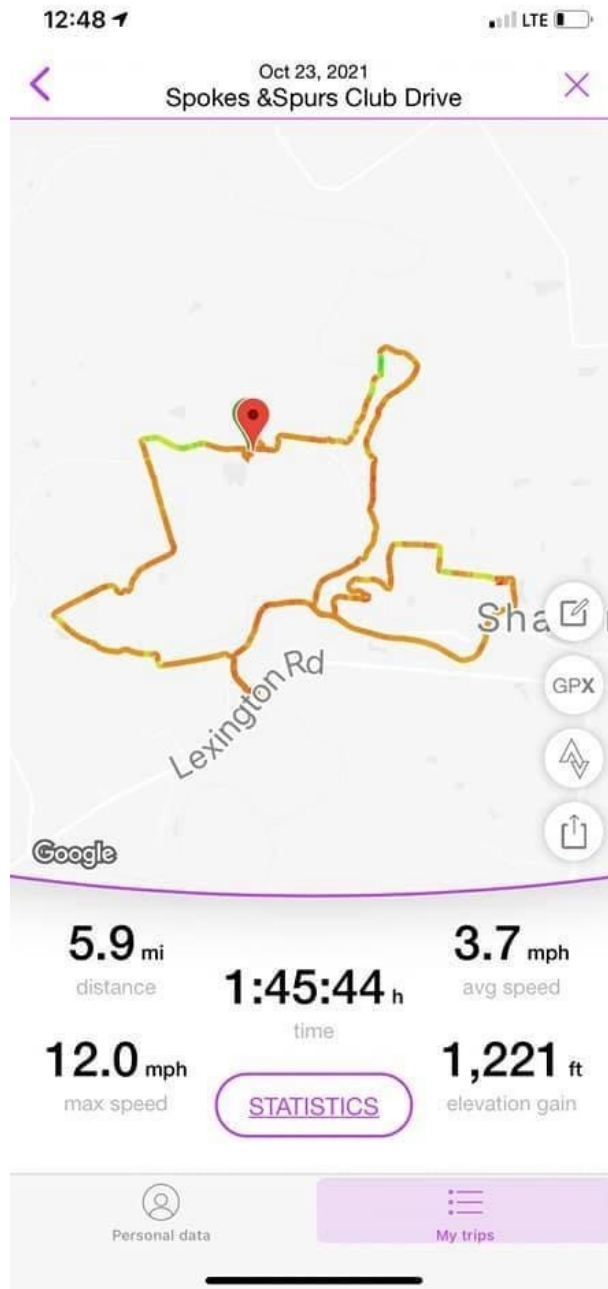 12:48
LTE
Oct 23, 2021
Spokes &Spurs Club Drive
Lexington Rd
GPX
Google
5.9 mi
distance
1:45:44 h
time
3.7 mph
avg speed
12.0 mph
max speed
STATISTICS
1,221 ft
elevation gain
Personal data
My trips